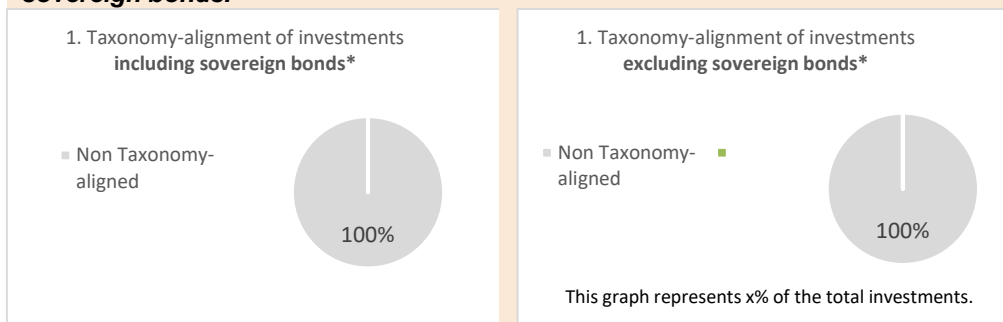 sovereign bonds.
1. Taxonomy-alignment of investments
including sovereign bonds*
Non Taxonomy-
aligned
100%
1. Taxonomy-alignment of investments
excluding sovereign bonds*
Non Taxonomy-
aligned
100%
This graph represents x% of the total investments.